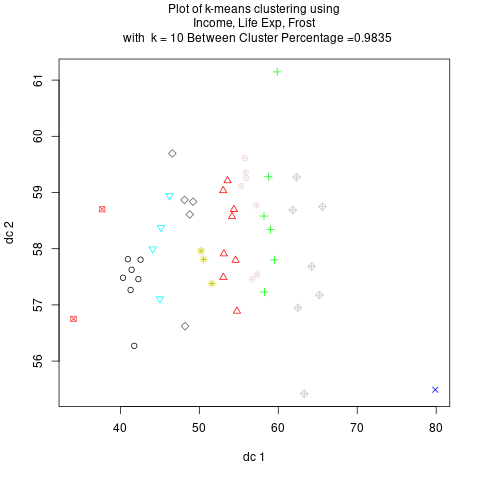 Plot of k-means clustering using
Income, Life Exp, Frost
with  k = 10 Between Cluster Percentage =0.9835
61
60
59
58
57
56
dc 2
40 50 60 70 80
dc 1